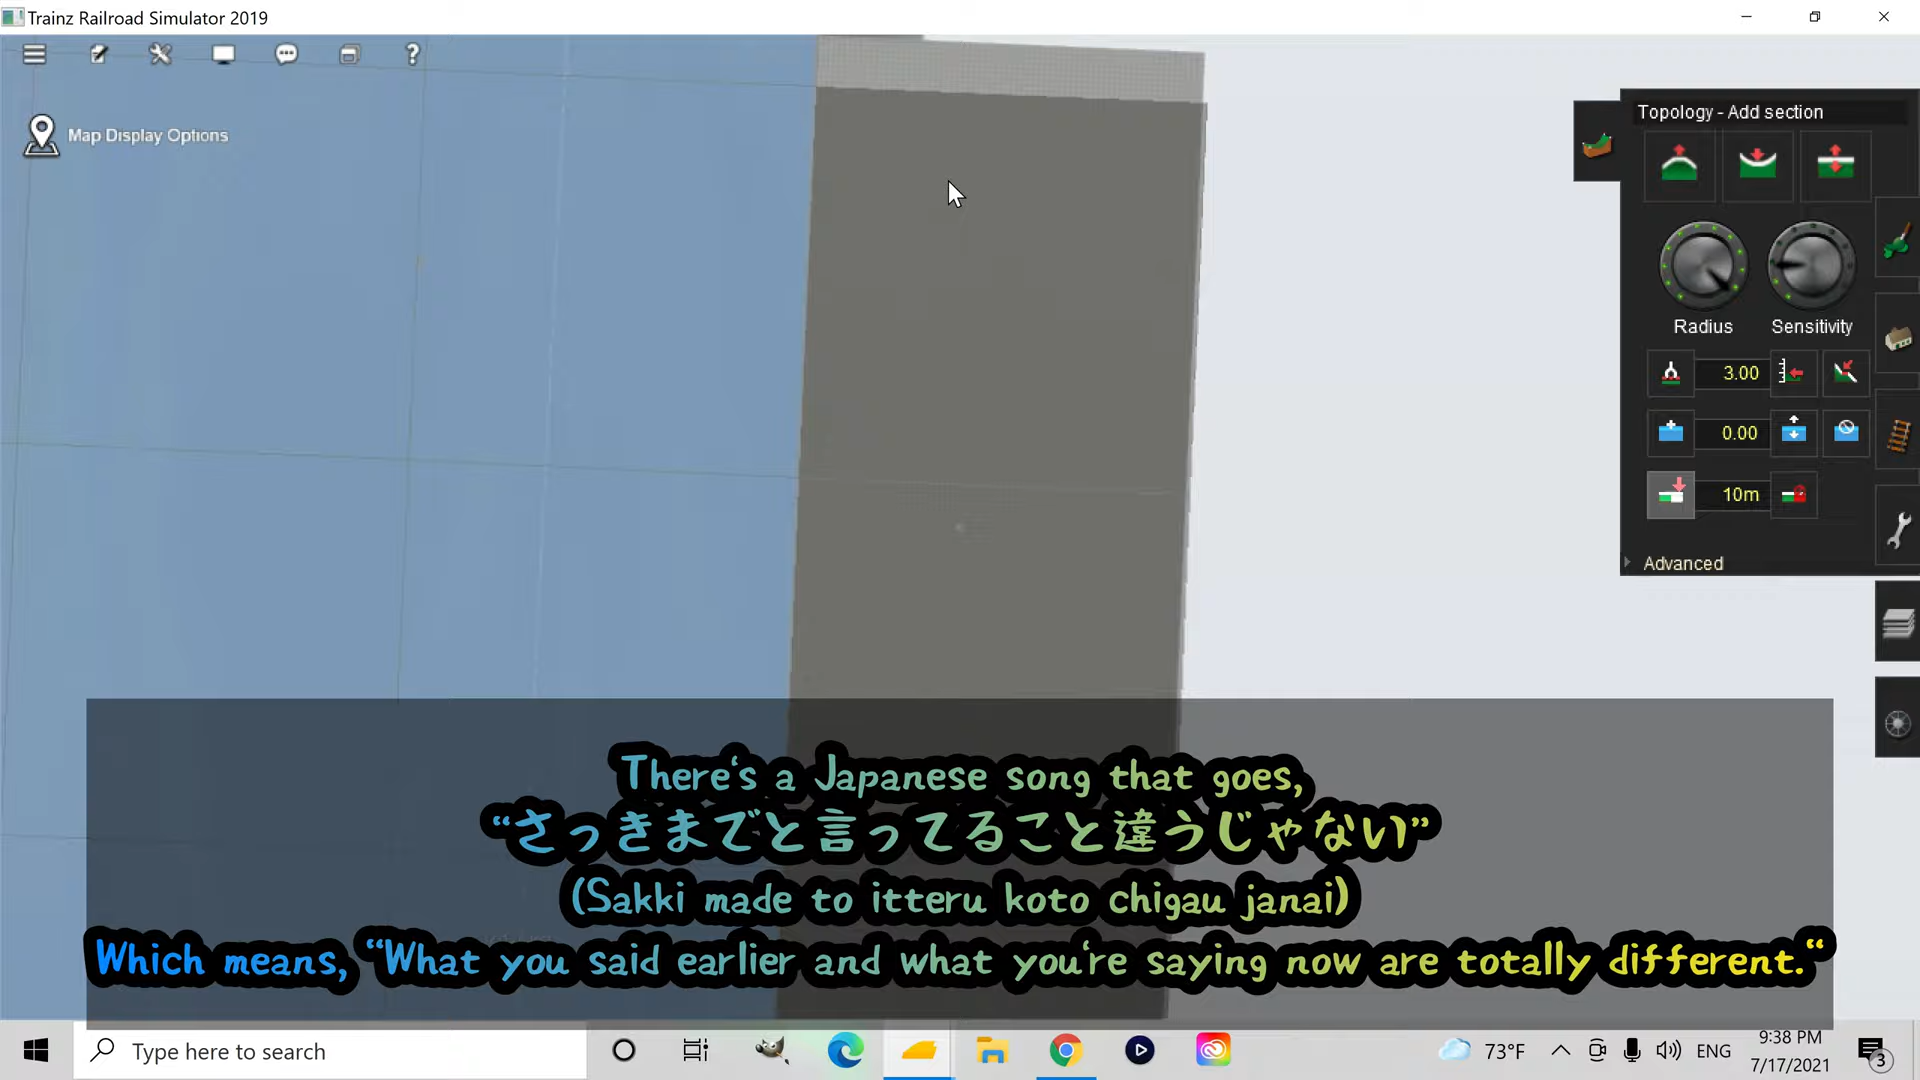 Trainz Railroad Simulator 2019
Map Display Options
Topology - Add section
Radius
Sensitivity
3.00
0.00
10m
Advanced
There's a Japanese song that goes,
“さっきまでと言ってること違うじゃない”
(Sakki made to itteru koto chigau janai)
Which means, “What you said earlier and what you're saying now are totally different.“
Type here to search
73°F
ENG
9:38 PM
7/17/2021
3